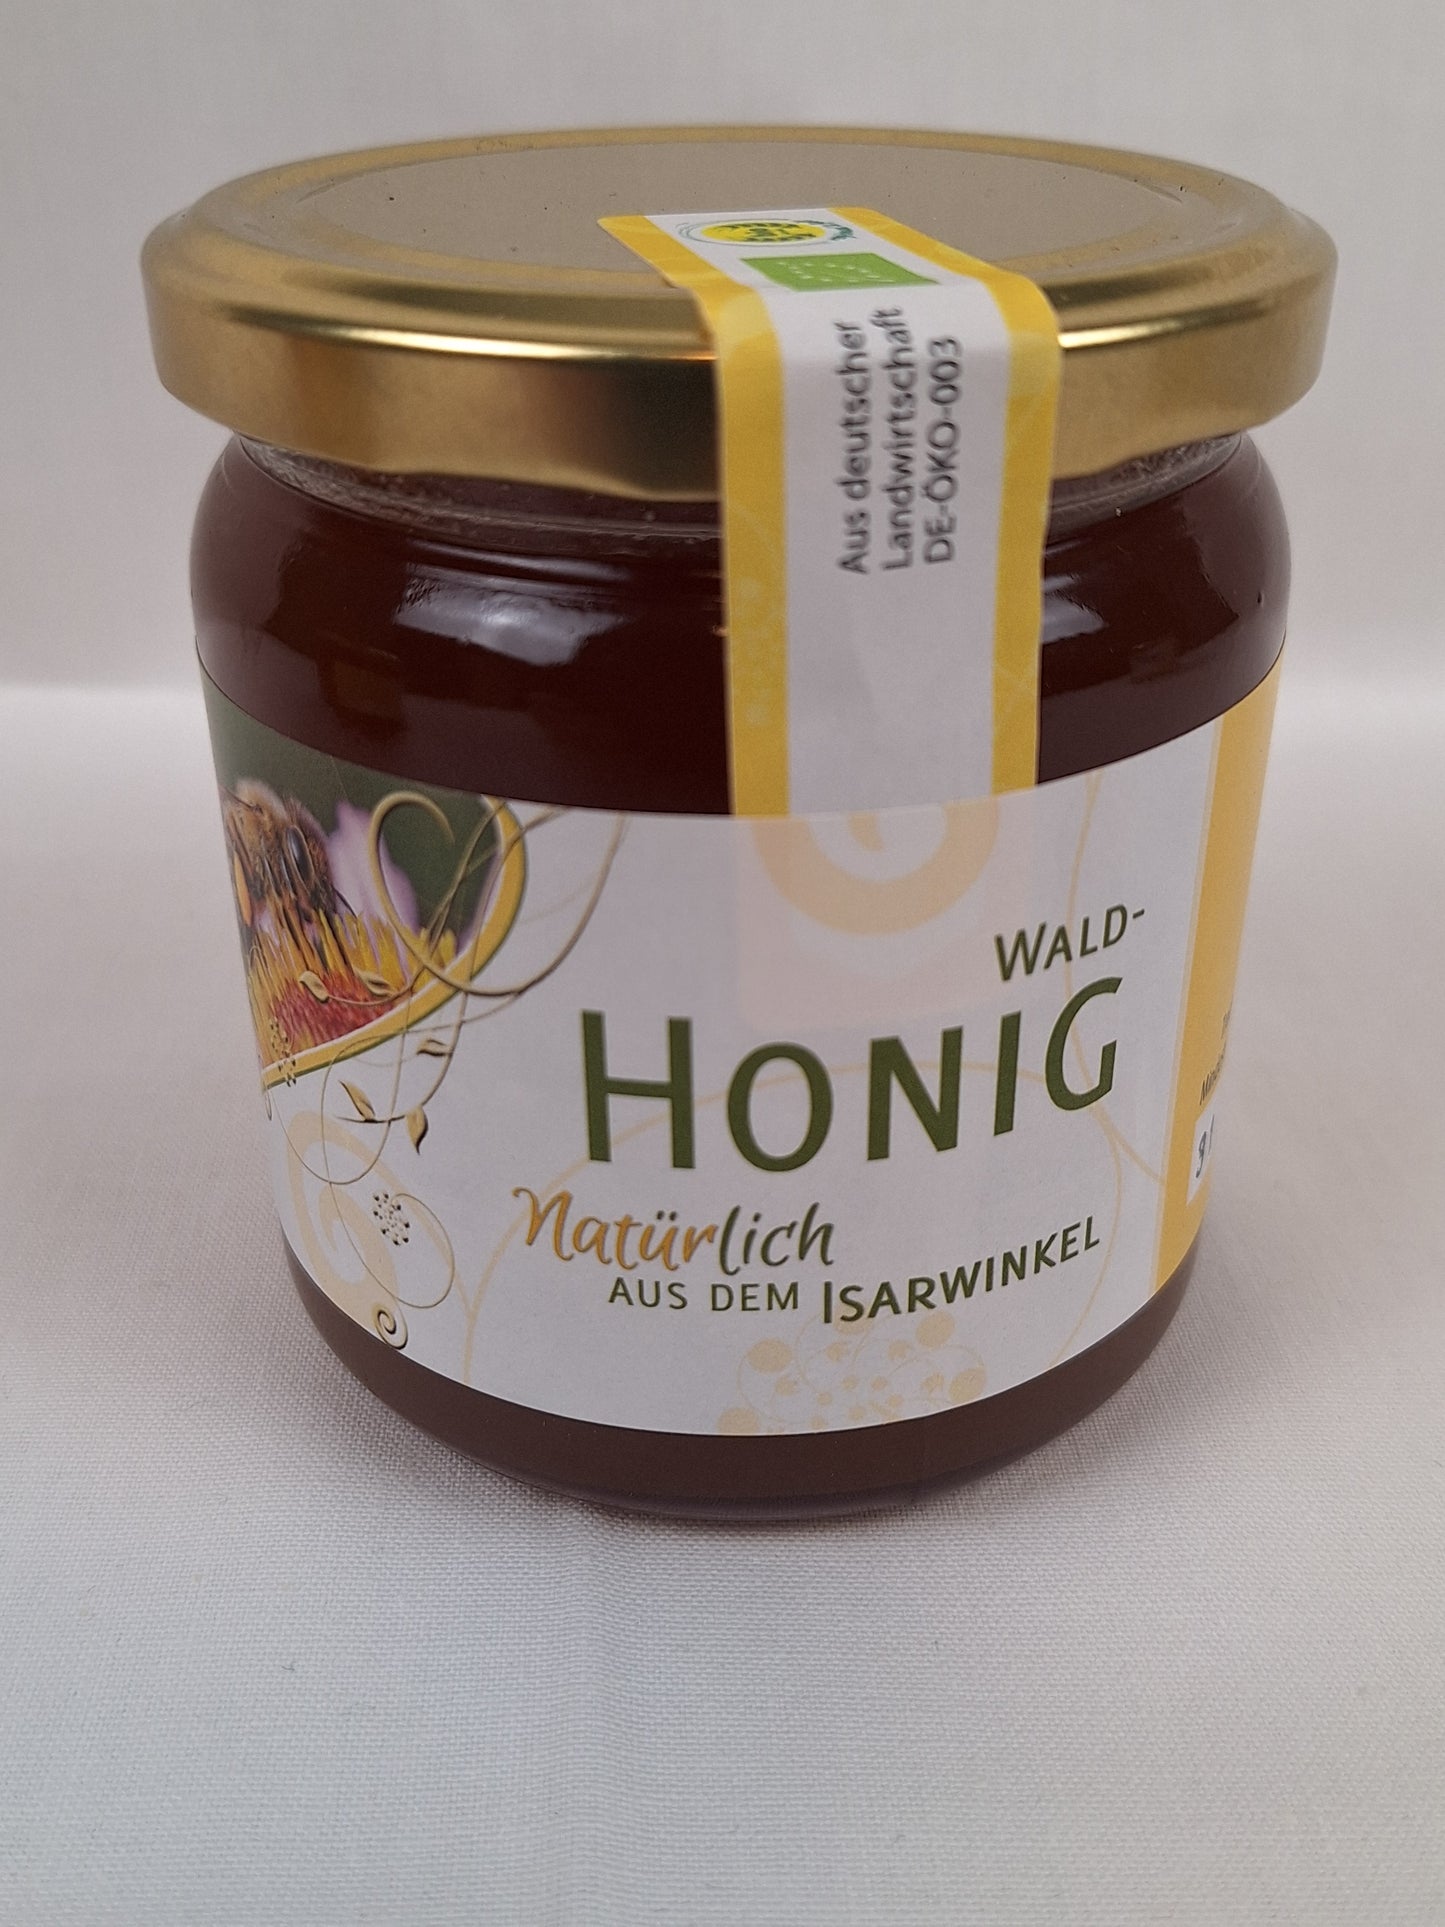 Aus deutscher
Landwirtschaft
DE-ÖKO-003
WALD-
HONIG
Natürlich
AUS DEM ISARWINKEL